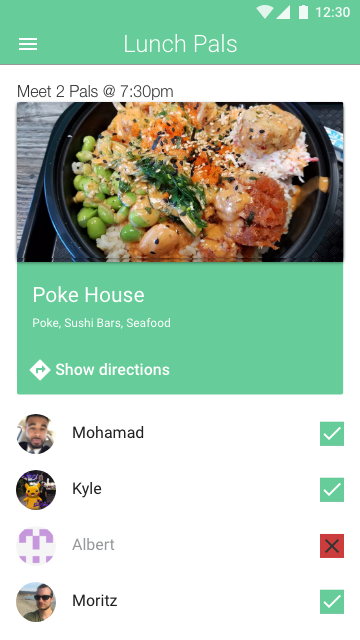 12:30
Lunch Pals
Meet 2 Pals @ 7:30pm
Poke House
Poke, Sushi Bars, Seafood
Show directions
Mohamad
Kyle
Albert
Moritz